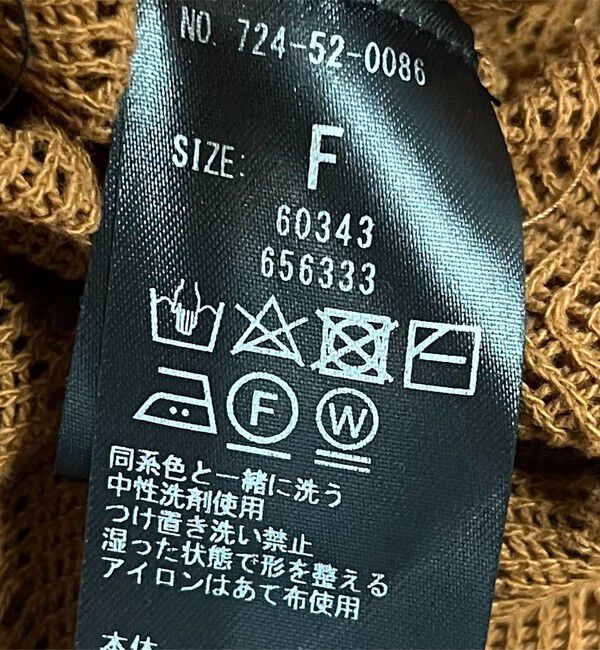 NO. 724-52-0086
SIZE: F
60343
656333
F W
同系色と一緒に洗う
中性洗剤使用
つけ置き洗い禁止
湿った状態で形を整える
アイロンはあて布使用
本体